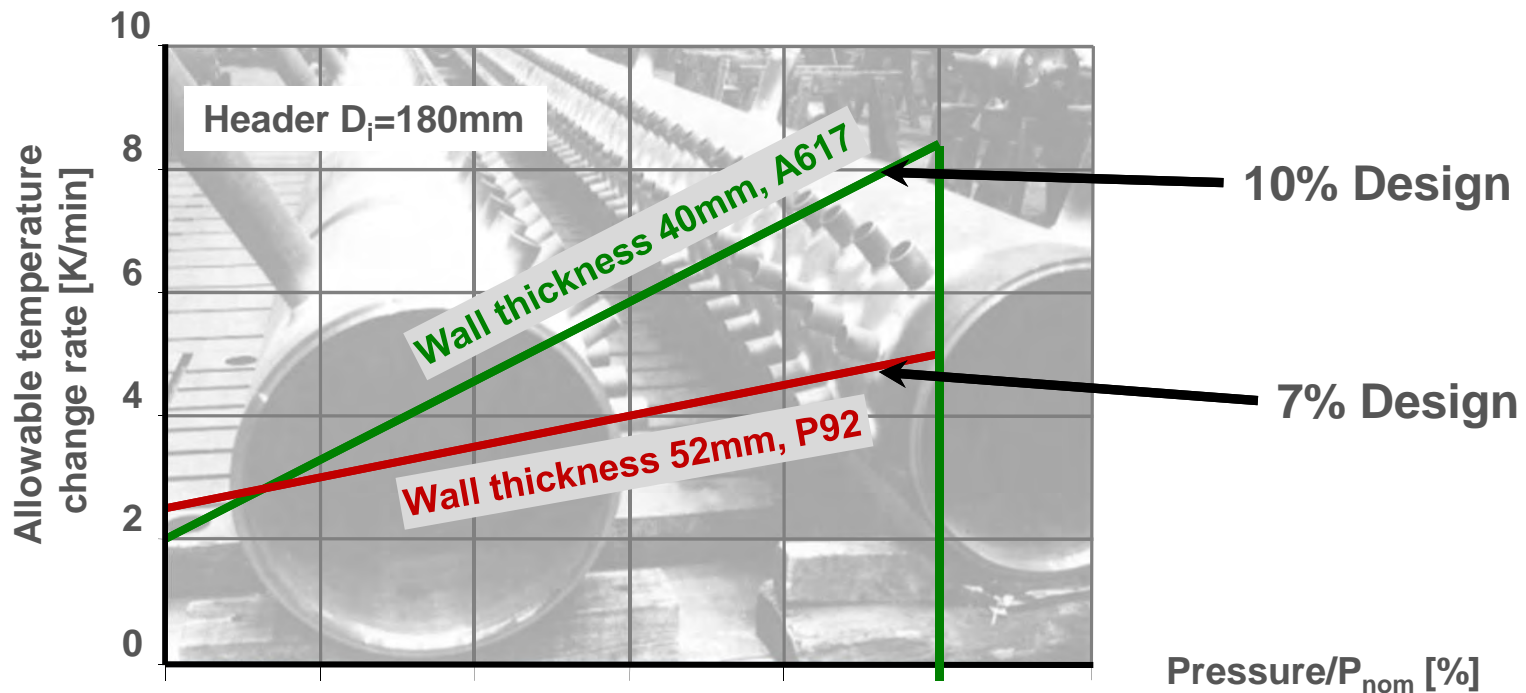 10
8
6
4
2
0
Allowable temperature
change rate [K/min]
Header Di=180mm
Wall thickness 40mm, A617
Wall thickness 52mm, P92
10% Design
7% Design
Pressure/Pnom [%]